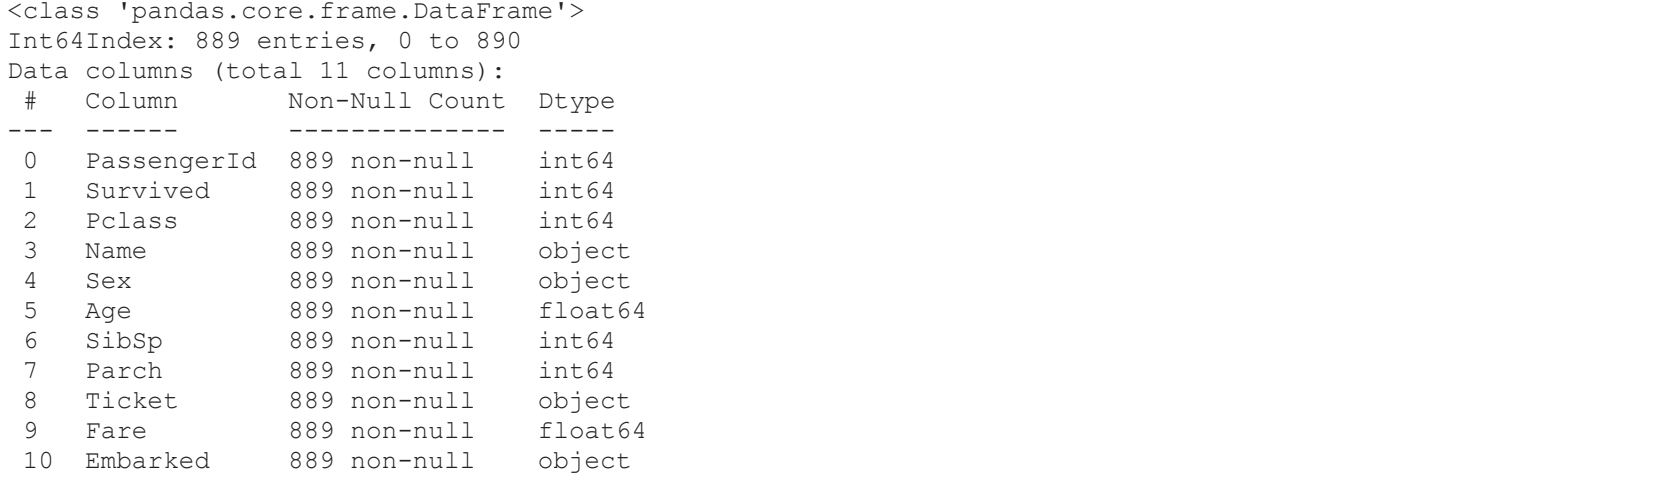 <class 'pandas.core.frame.DataFrame'>
Int64Index: 889 entries, 0 to 890
Data columns (total 11 columns):
 #   Column       Non-Null Count  Dtype
---  ------       --------------  -----
 0   PassengerId  889 non-null    int64
 1   Survived     889 non-null    int64
 2   Pclass       889 non-null    int64
 3   Name         889 non-null    object
 4   Sex          889 non-null    object
 5   Age          889 non-null    float64
 6   SibSp        889 non-null    int64
 7   Parch        889 non-null    int64
 8   Ticket       889 non-null    object
 9   Fare         889 non-null    float64
 10  Embarked     889 non-null    object